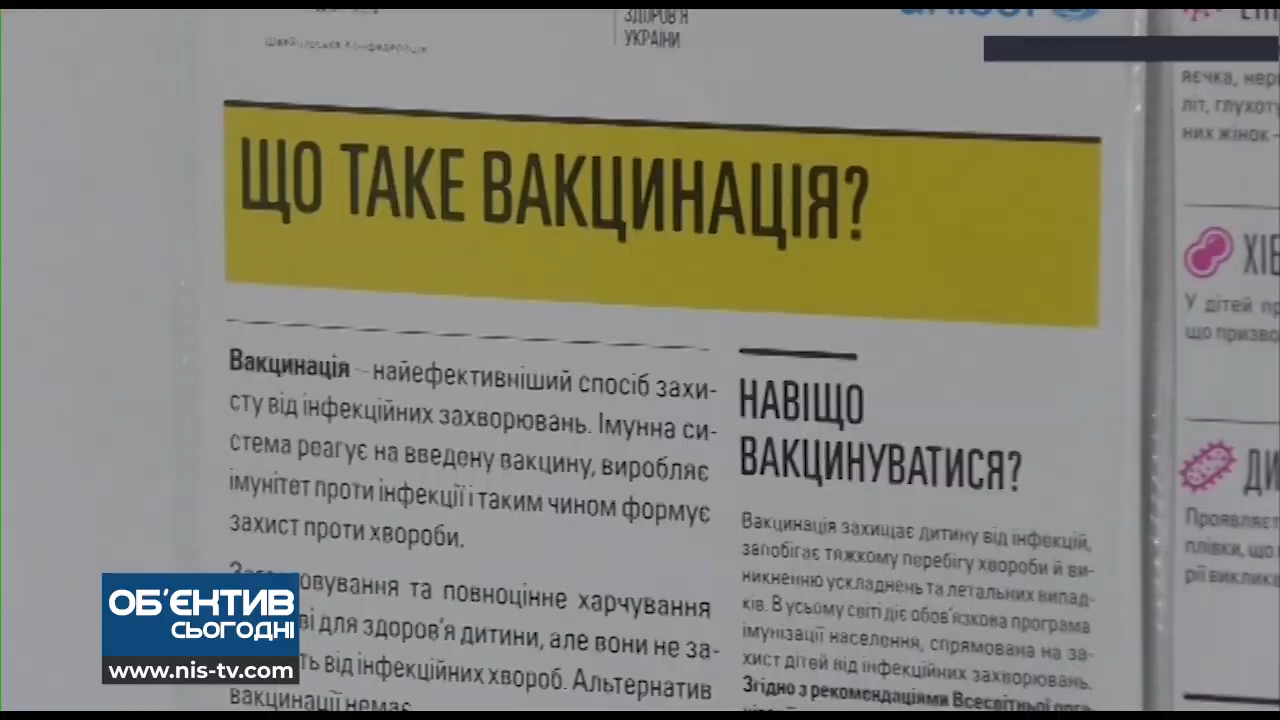 ЗДОРОВ'Я
УКРАЇНИ
Швейцарська Конфедерація
ЩО ТАКЕ ВАКЦИНАЦІЯ?
Вакцинація – найефективніший спосіб захи-
сту від інфекційних захворювань. Імунна си-
стема реагує на введену вакцину, виробляє
імунітет проти інфекції і таким чином формує
захист проти хвороби.
та повноцінне харчування
для здоров'я дитини, але вони не за-
від інфекційних хвороб. Альтернатив
вакцинації немає
НАВІЩО
ВАКЦИНУВАТИСЯ?
Вакцинація захищає дитину від інфекцій,
запобігає тяжкому перебігу хвороби й ви-
никненню ускладнень та летальних випад-
ків. В усьому світі діє обов'язкова програма
імунізації населення, спрямована на за-
хист дітей від інфекційних захворювань.
Згідно з рекомендаціями Всесвітньої орга-
яєчка, нер
літ, глухот
них жінок –
ХІБ
У дітей пр
що призво
ДИ
Проявляєт
плівки, що
рії виклик
ОБ'ЄКТИВ
СЬОГОДНІ
www.nis-tv.com